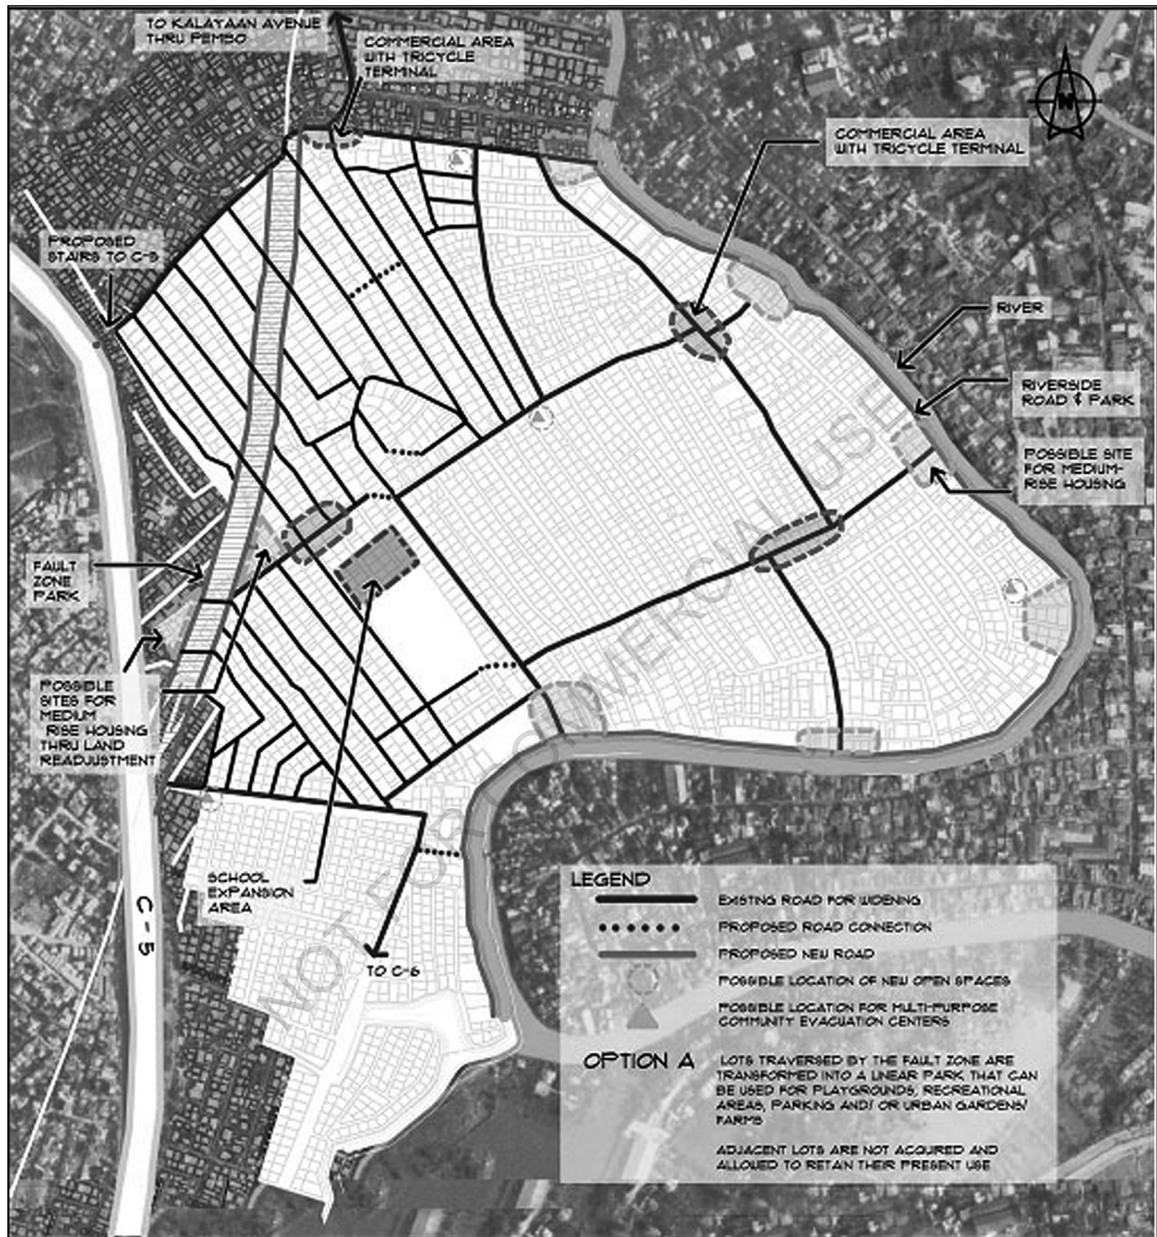 TO KALAYAAN AVENUE
THRU PEMBO
COMMERCIAL AREA
WITH TRICYCLE
TERMINAL
N
COMMERCIAL AREA
WITH TRICYCLE TERMINAL
PROPOSED
STAIRS TO C-5
RIVER
RIVERSIDE
ROAD & PARK
POSSIBLE SITE
FOR MEDIUM-
RISE HOUSING
FAULT
ZONE
PARK
POSSIBLE
SITES FOR
MEDIUM
RISE HOUSING
THRU LAND
READJUSTMENT
SCHOOL
EXPANSION
AREA
C-5
TO C-6
NOT FOR COMMERCIAL USE
LEGEND
EXISTING ROAD FOR WIDENING
PROPOSED ROAD CONNECTION
PROPOSED NEW ROAD
POSSIBLE LOCATION OF NEW OPEN SPACES
POSSIBLE LOCATION FOR MULTI-PURPOSE
COMMUNITY EVACUATION CENTERS
OPTION A
LOTS TRAVERSED BY THE FAULT ZONE ARE
TRANSFORMED INTO A LINEAR PARK THAT CAN
BE USED FOR PLAYGROUNDS, RECREATIONAL
AREAS, PARKING AND/ OR URBAN GARDENS/
FARMS
ADJACENT LOTS ARE NOT ACQUIRED AND
ALLOWED TO RETAN THEIR PRESENT USE